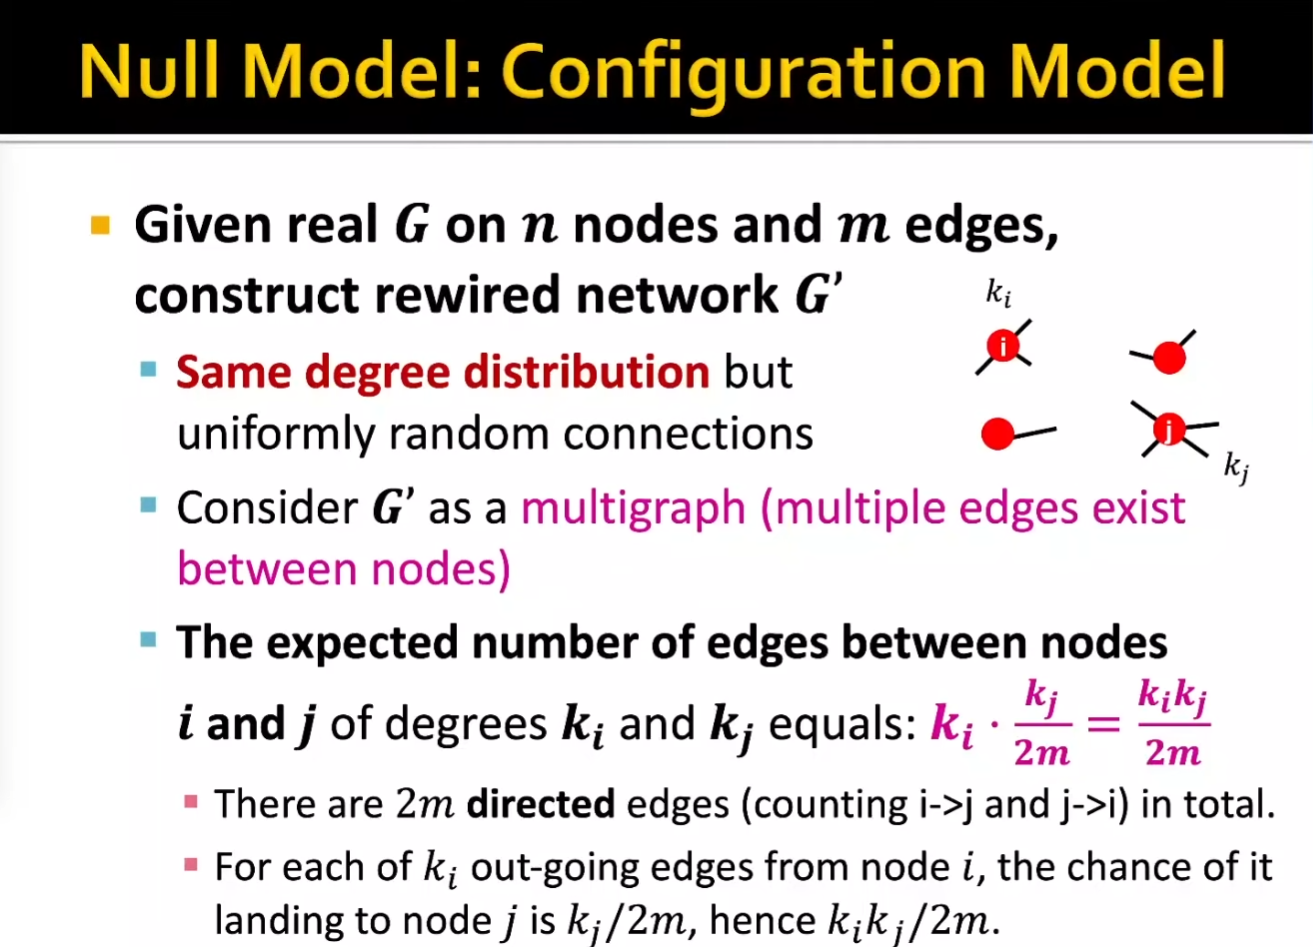 Null Model: Configuration Model
Given real G on n nodes and m edges,
construct rewired network G’
k_i
i
Same degree distribution but
uniformly random connections
j
k_j
Consider G’ as a multigraph (multiple edges exist
between nodes)
The expected number of edges between nodes
i and j of degrees k_i and k_j equals: k_i · k_j/2m = k_i k_j/2m
There are 2m directed edges (counting i->j and j->i) in total.
For each of k_i out-going edges from node i, the chance of it
landing to node j is k_j/2m, hence k_i k_j/2m.